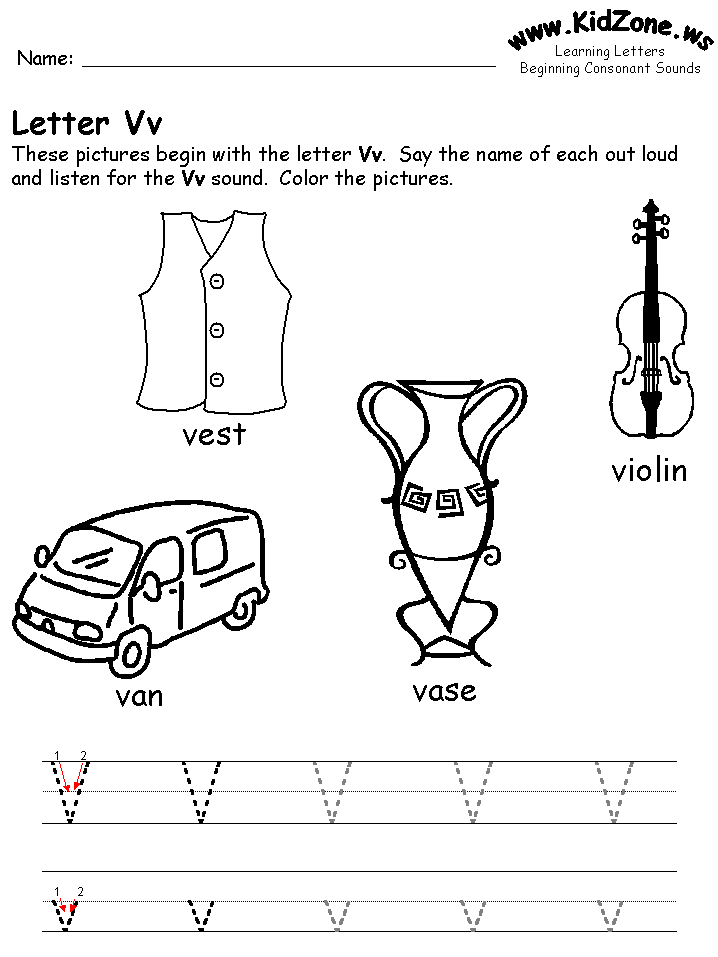 www.KidZone.ws
Name:
Learning Letters
Beginning Consonant Sounds
Letter Vv
These pictures begin with the letter Vv. Say the name of each out loud
and listen for the Vv sound. Color the pictures.
vest
violin
van
vase
1 2
V V V V V
1 2
v v v v v